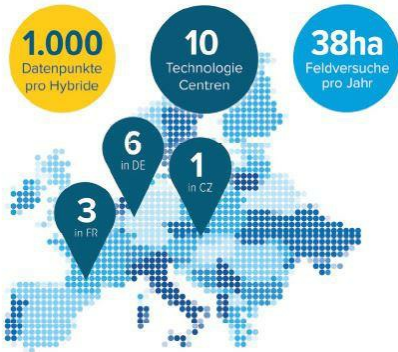 1.000
Datenpunkte
pro Hybride
10
Technologie
Centren
38ha
Feldversuche
pro Jahr
6
in DE
1
in CZ
3
in FR